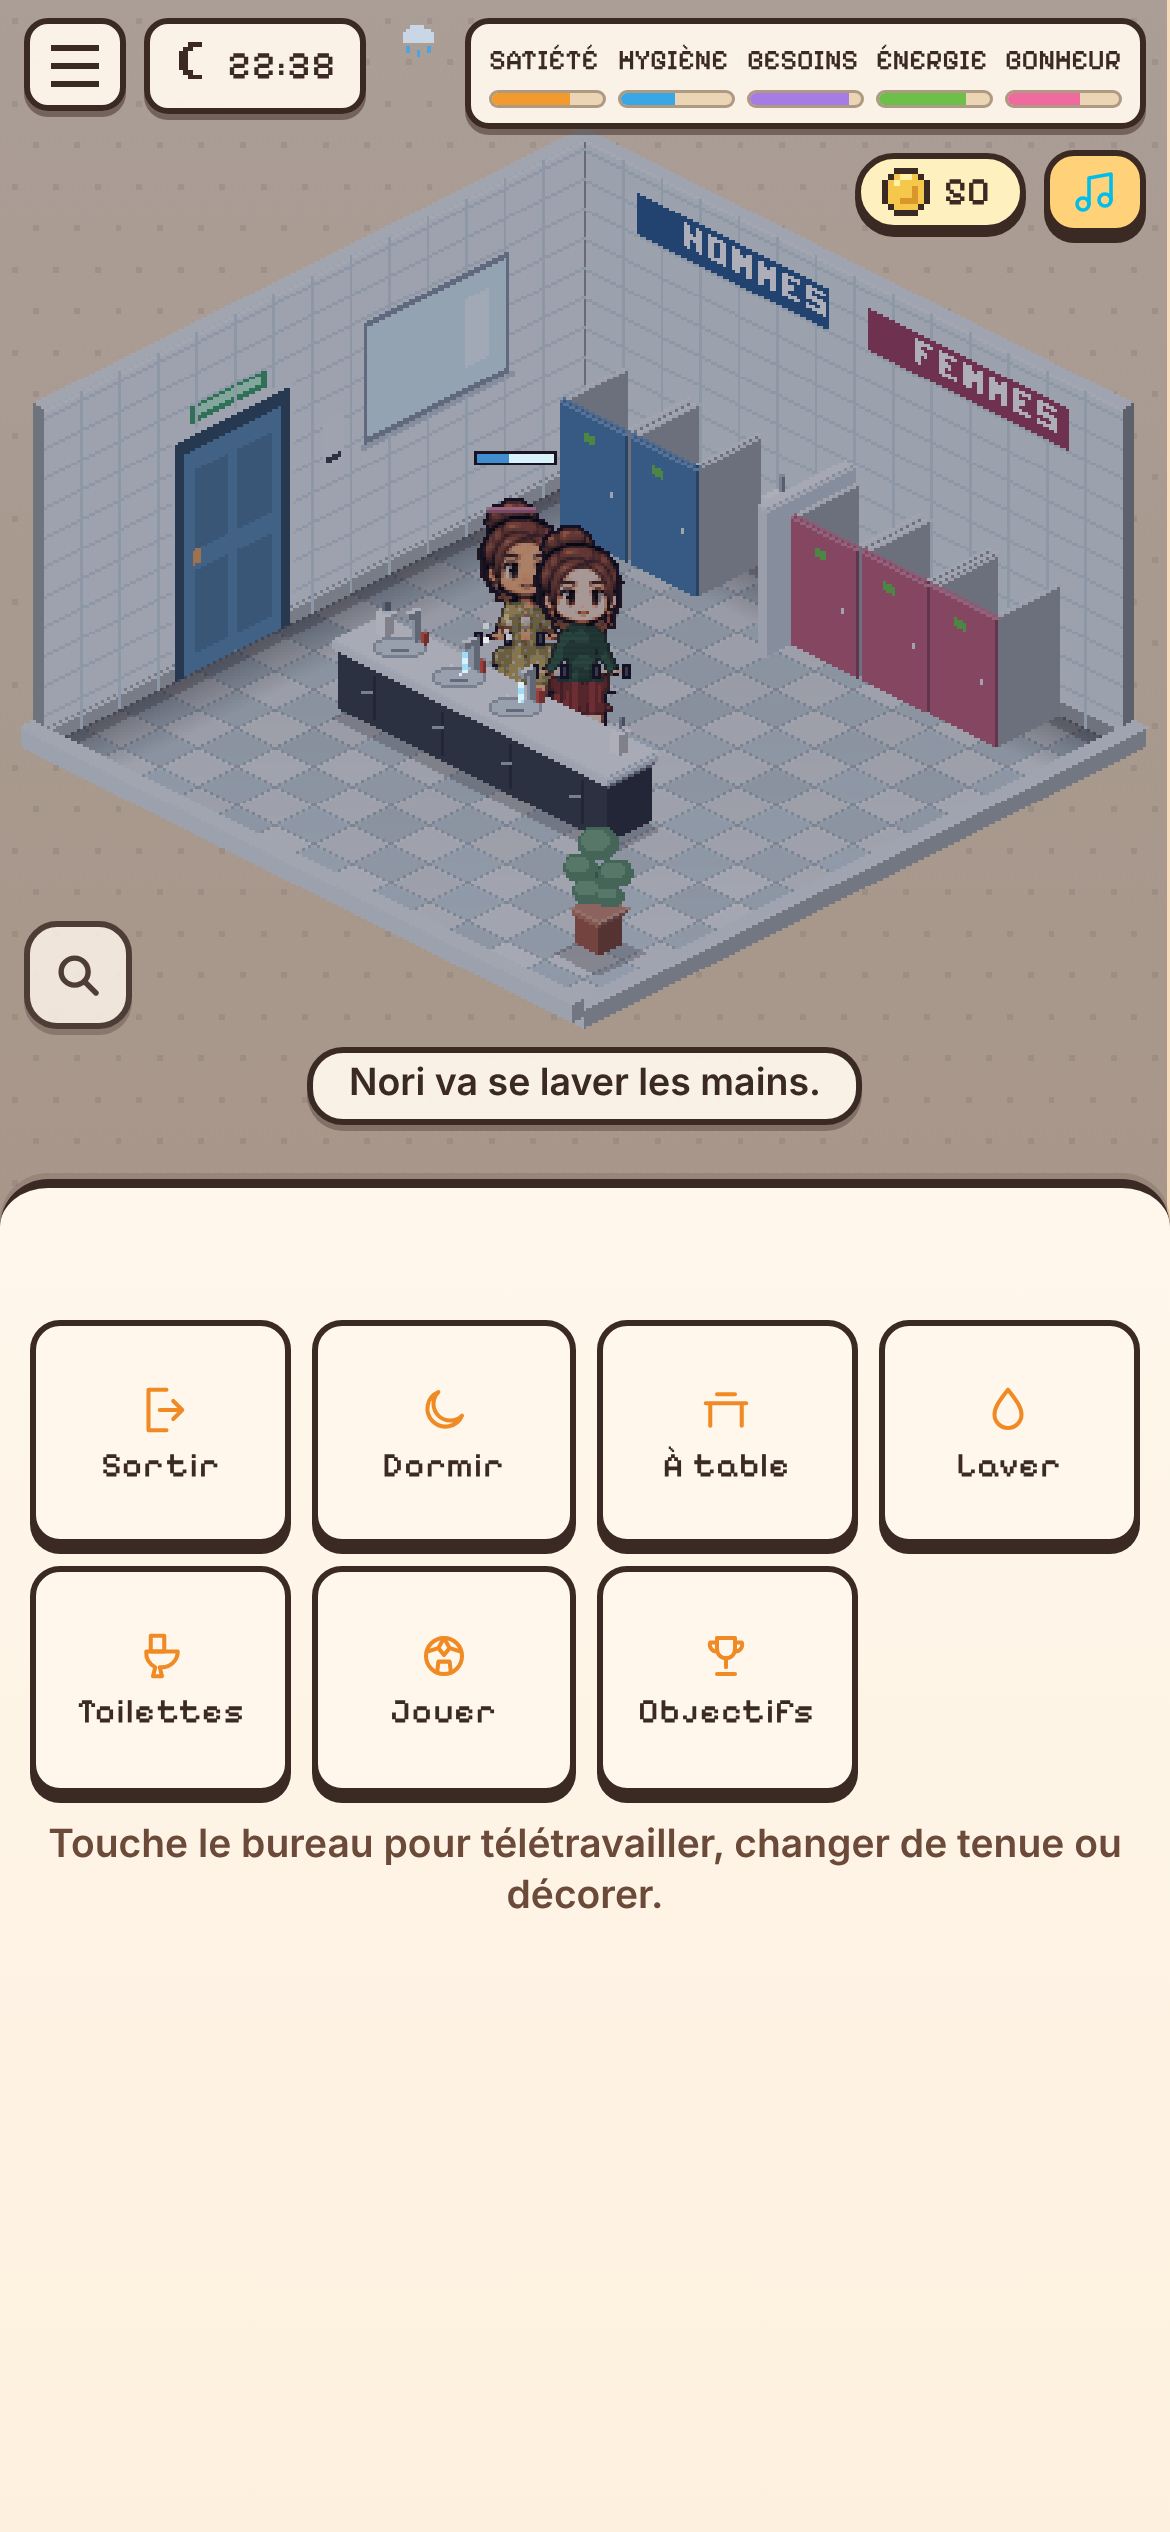 22:38
SATIÉTÉ HYGIÈNE BESOINS ÉNERGIE BONHEUR
50
HOMMES
FEMMES
Nori va se laver les mains.
Sortir
Dormir
À table
Laver
Toilettes
Jouer
Objectifs
Touche le bureau pour télétravailler, changer de tenue ou
décorer.